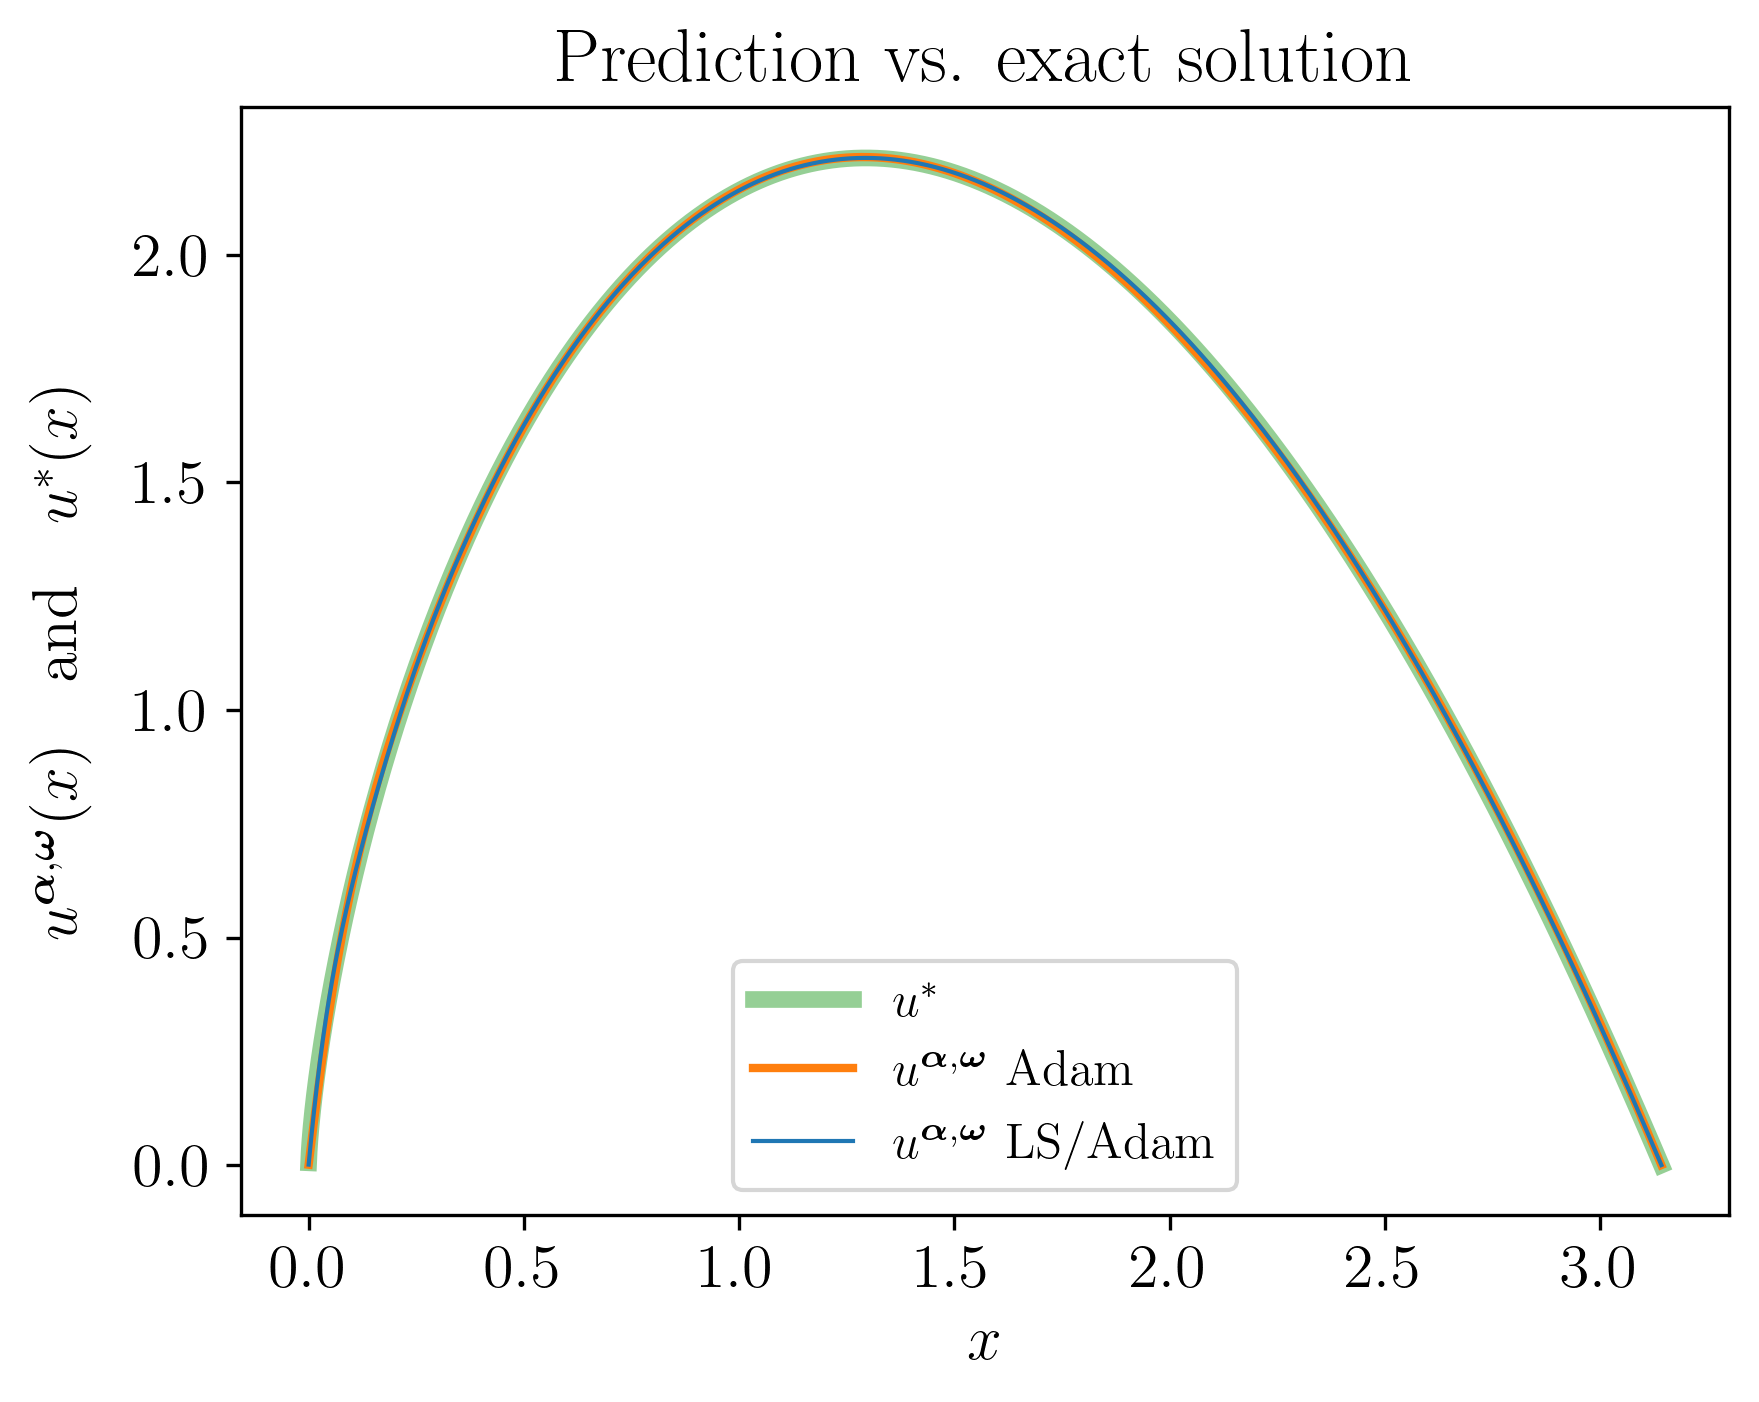 Prediction vs. exact solution
u^{α,ω}(x) and u*(x)
2.0
1.5
1.0
0.5
0.0
u*
u^{α,ω} Adam
u^{α,ω} LS/Adam
0.0 0.5 1.0 1.5 2.0 2.5 3.0
x